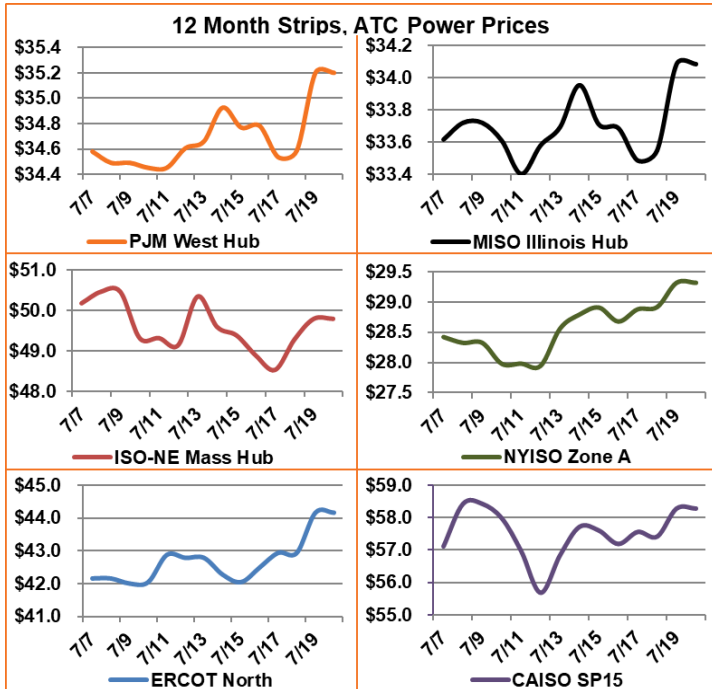 12 Month Strips, ATC Power Prices
$35.4
$35.2
$35.0
$34.8
$34.6
$34.4
7/7 7/9 7/11 7/13 7/15 7/17 7/19
PJM West Hub
$34.2
$34.0
$33.8
$33.6
$33.4
7/7 7/9 7/11 7/13 7/15 7/17 7/19
MISO Illinois Hub
$51.0
$50.0
$49.0
$48.0
7/7 7/9 7/11 7/13 7/15 7/17 7/19
ISO-NE Mass Hub
$29.5
$29.0
$28.5
$28.0
$27.5
7/7 7/9 7/11 7/13 7/15 7/17 7/19
NYISO Zone A
$45.0
$44.0
$43.0
$42.0
$41.0
7/7 7/9 7/11 7/13 7/15 7/17 7/19
ERCOT North
$59.0
$58.0
$57.0
$56.0
$55.0
7/7 7/9 7/11 7/13 7/15 7/17 7/19
CAISO SP15